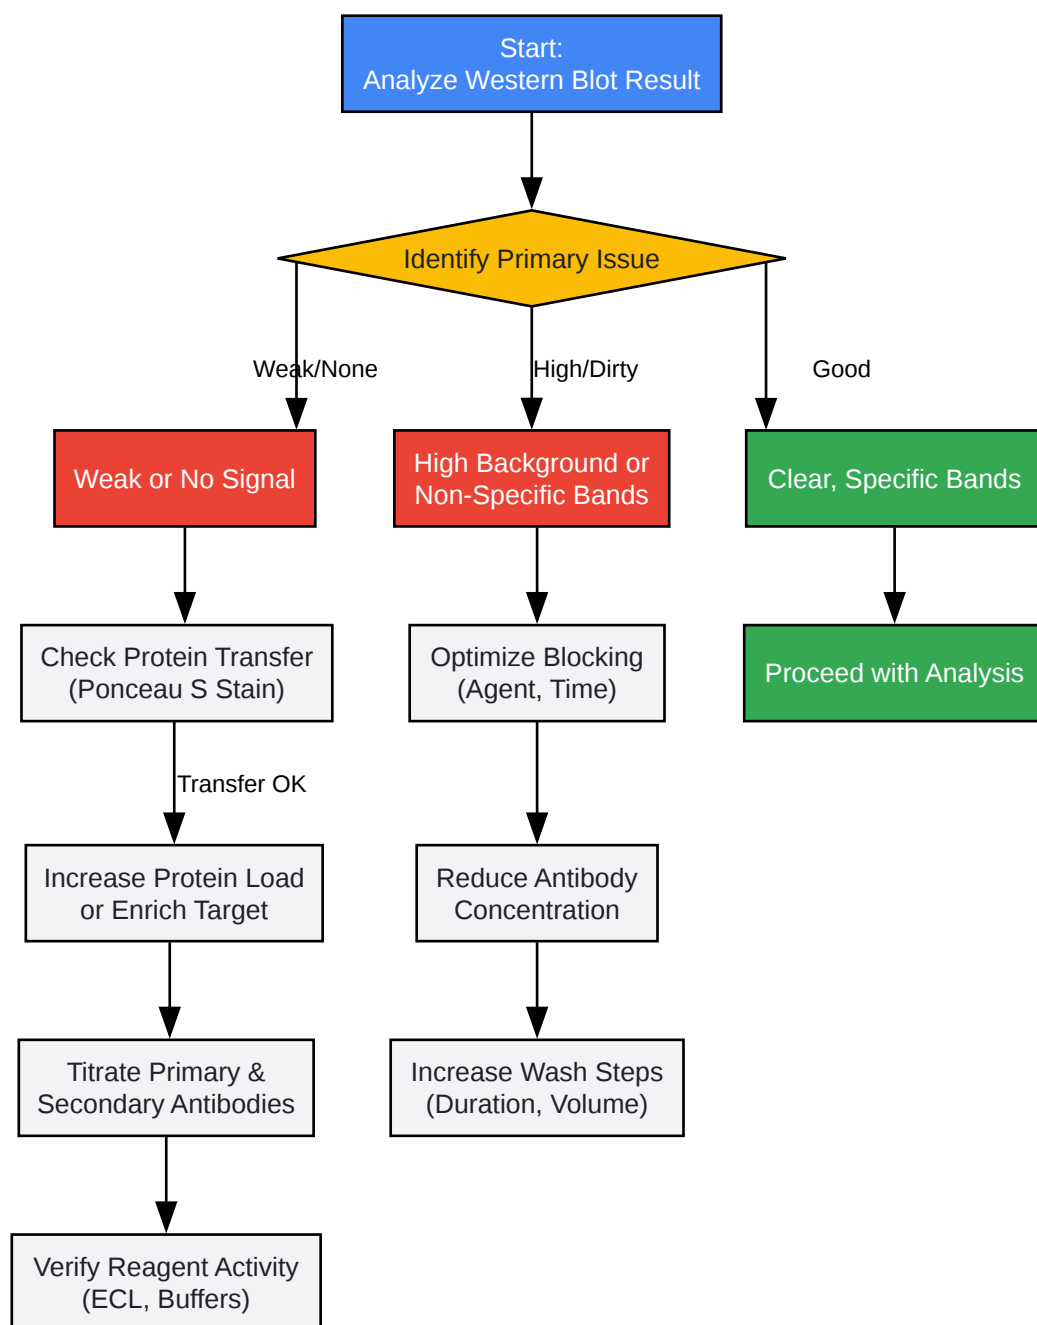 Start:
Analyze Western Blot Result
Identify Primary Issue
Weak/None
High/Dirty
Good
Weak or No Signal
High Background or
Non-Specific Bands
Clear, Specific Bands
Check Protein Transfer
(Ponceau S Stain)
Optimize Blocking
(Agent, Time)
Proceed with Analysis
Transfer OK
Increase Protein Load
or Enrich Target
Reduce Antibody
Concentration
Titrate Primary &
Secondary Antibodies
Increase Wash Steps
(Duration, Volume)
Verify Reagent Activity
(ECL, Buffers)